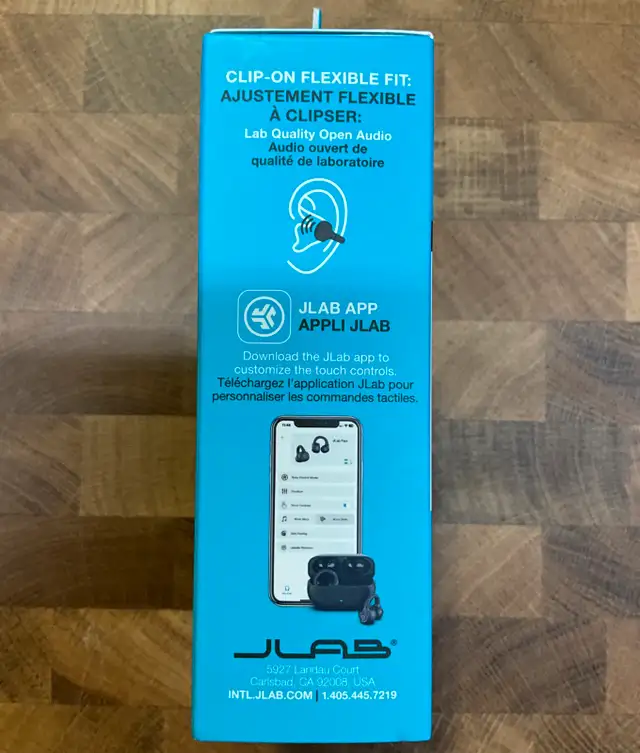 CLIP-ON FLEXIBLE FIT:
AJUSTEMENT FLEXIBLE
À CLIPSER:
Lab Quality Open Audio
Audio ouvert de
qualité de laboratoire
JLAB APP
APPLI JLAB
Download the JLab app to
customize the touch controls.
Téléchargez l'application JLab pour
personnaliser les commandes tactiles.
JLAB®
5927 Landau Court
Carlsbad, CA 92008, USA
INTL.JLAB.COM | 1.405.445.7219